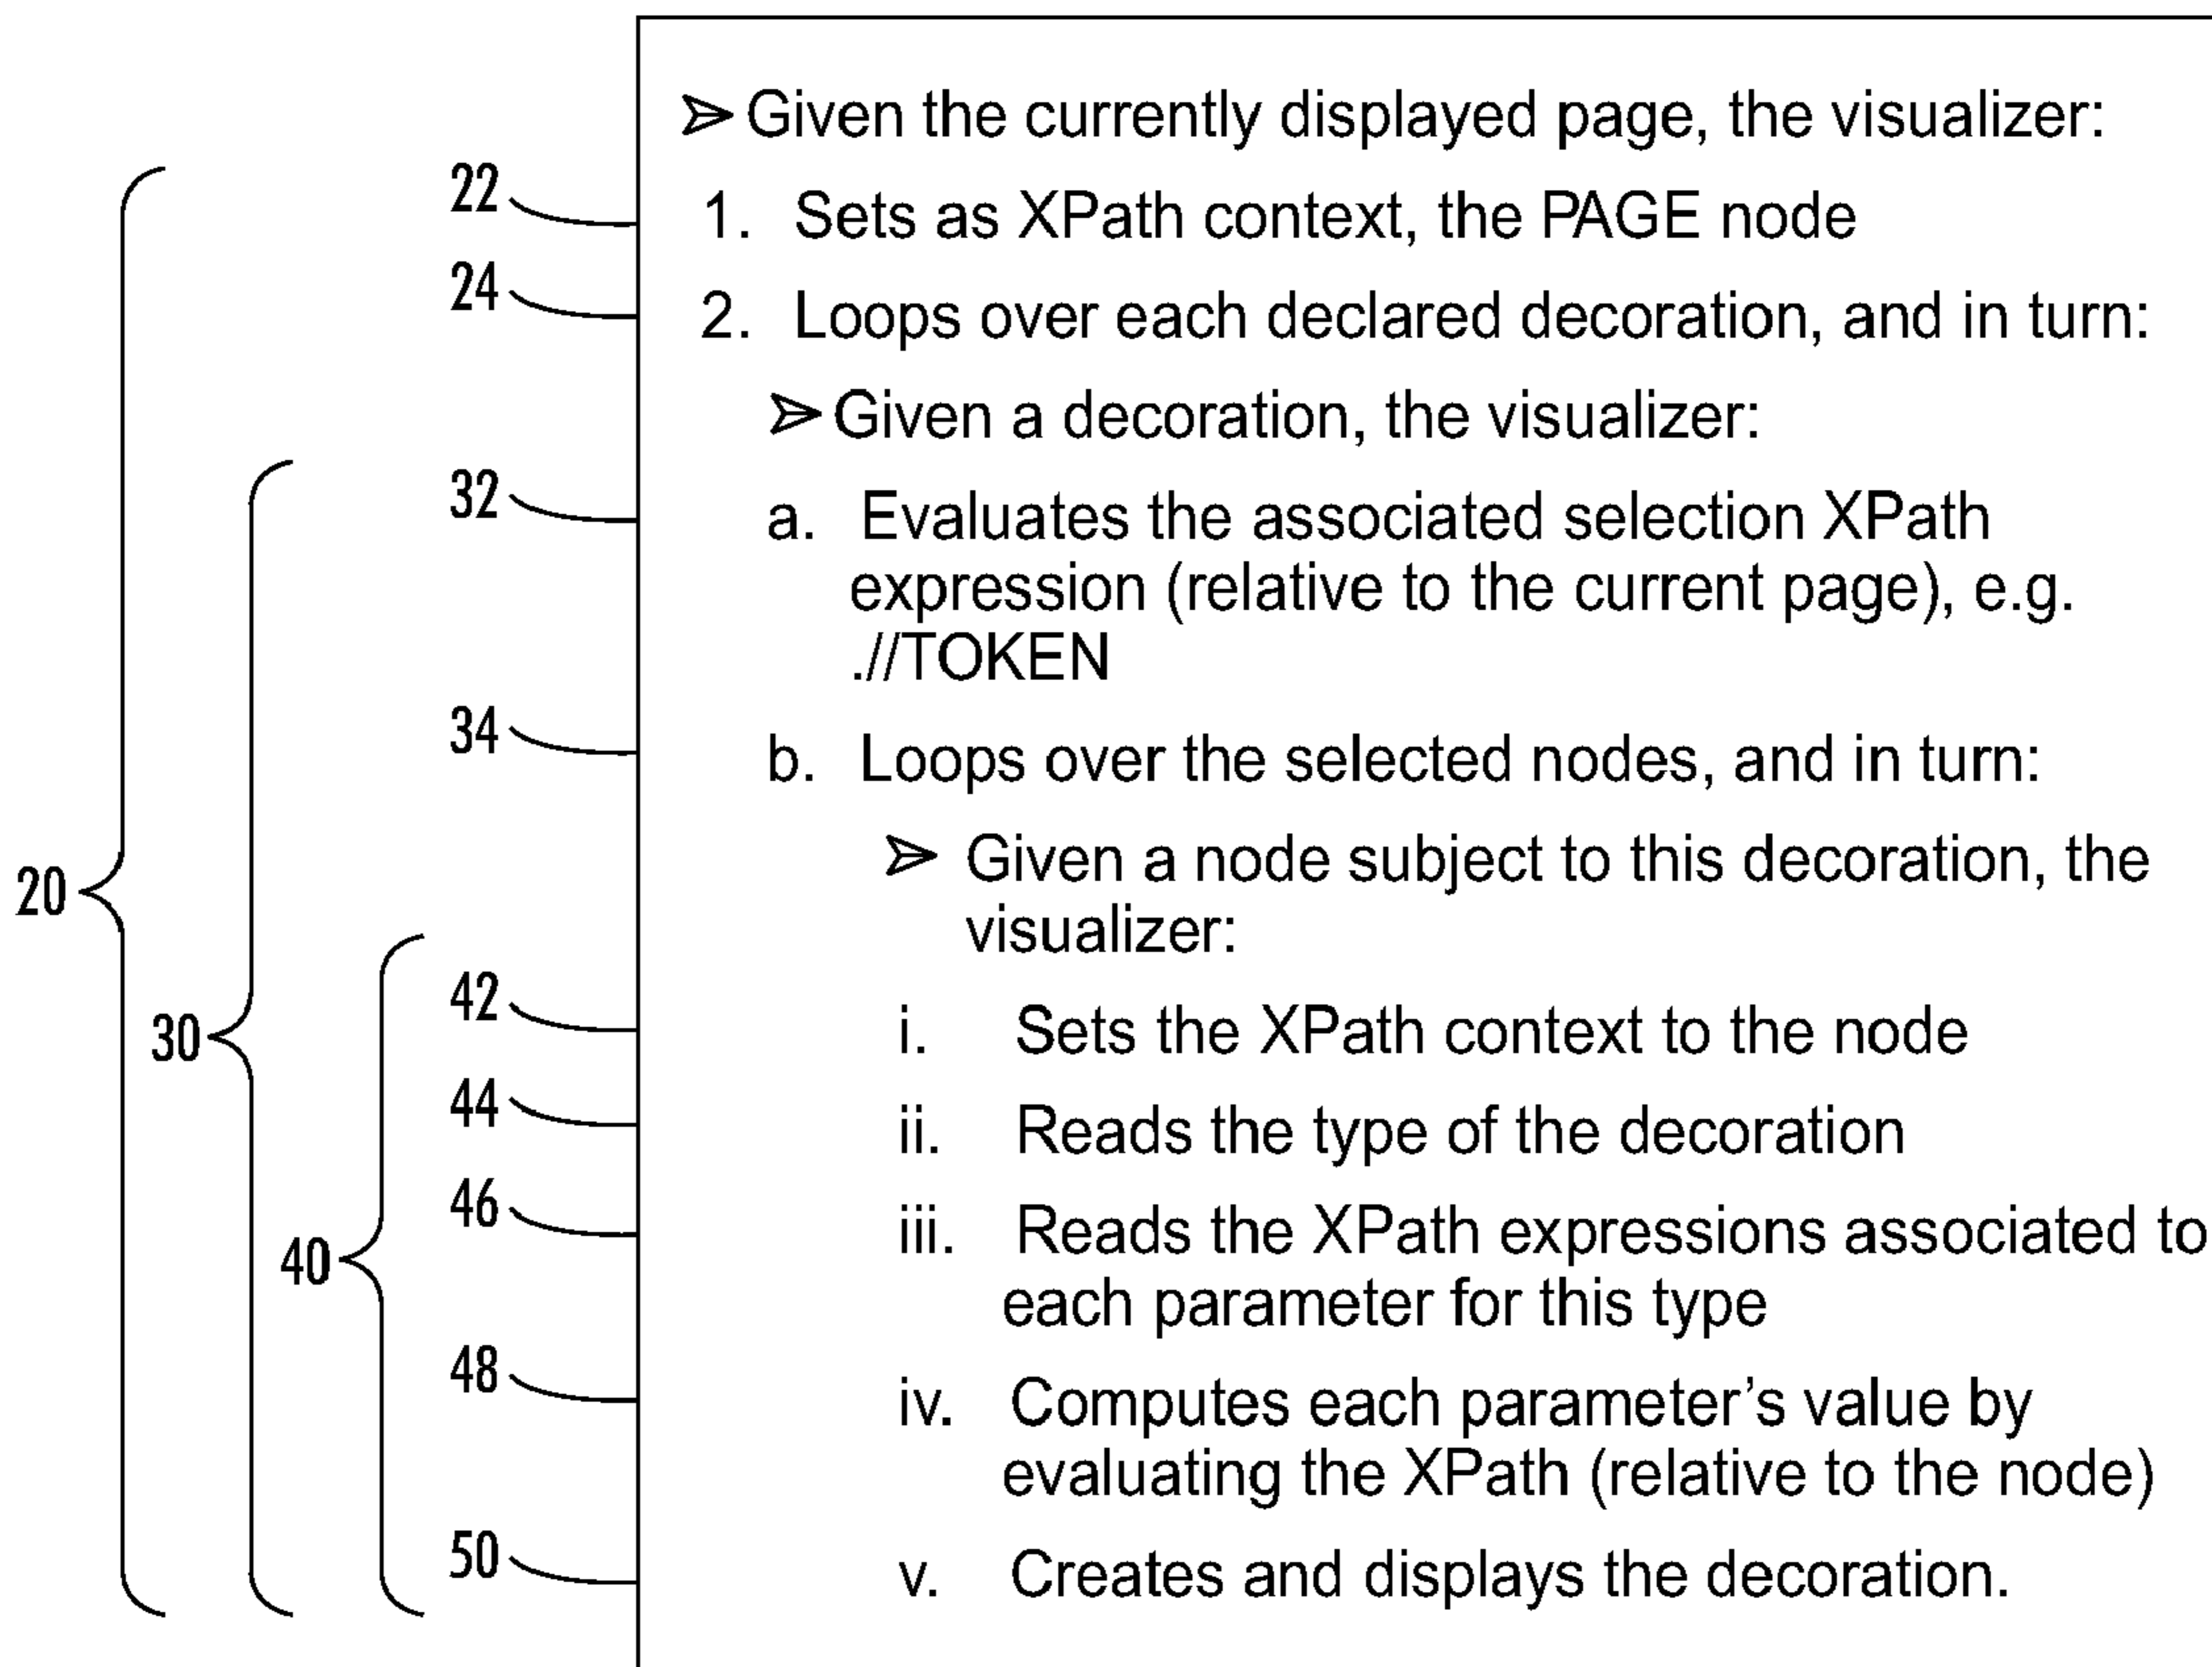 ➢ Given the currently displayed page, the visualizer:
22
1. Sets as XPath context, the PAGE node
24
2. Loops over each declared decoration, and in turn:
➢ Given a decoration, the visualizer:
32
a. Evaluates the associated selection XPath
expression (relative to the current page), e.g.
.//TOKEN
34
b. Loops over the selected nodes, and in turn:
➢ Given a node subject to this decoration, the
visualizer:
20
30
40
42
i. Sets the XPath context to the node
44
ii. Reads the type of the decoration
46
iii. Reads the XPath expressions associated to
each parameter for this type
48
iv. Computes each parameter's value by
evaluating the XPath (relative to the node)
50
v. Creates and displays the decoration.